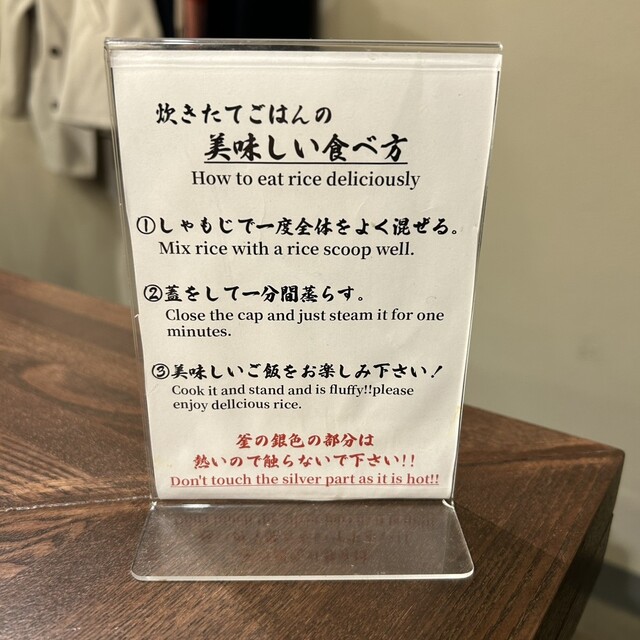 炊きたてごはんの
美味しい食べ方
How to eat rice deliciously
①しゃもじで一度全体をよく混ぜる。
Mix rice with a rice scoop well.
②蓋をして一分間蒸らす。
Close the cap and just steam it for one
minutes.
③美味しいご飯をお楽しみ下さい！
Cook it and stand and is fluffy!!please
enjoy dellcious rice.
釜の銀色の部分は
熱いので触らないで下さい!!
Don't touch the silver part as it is hot!!